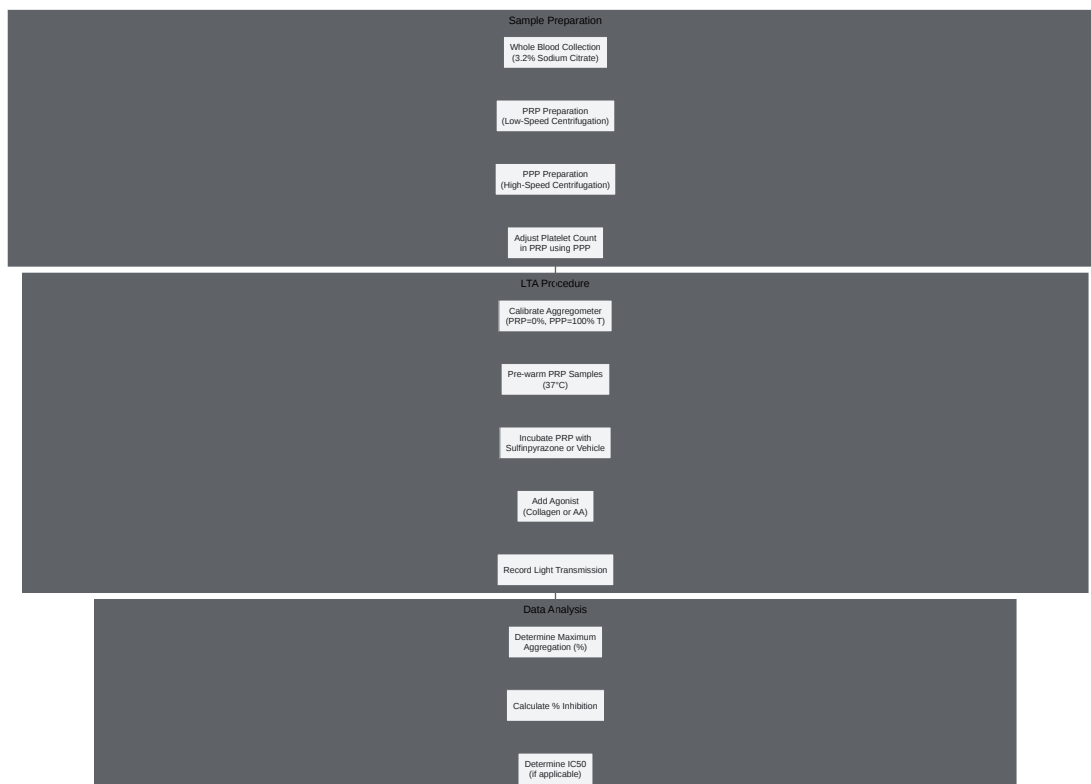 Sample Preparation
Whole Blood Collection
(3.2% Sodium Citrate)
PRP Preparation
(Low-Speed Centrifugation)
PPP Preparation
(High-Speed Centrifugation)
Adjust Platelet Count
in PRP using PPP
LTA Procedure
Calibrate Aggregometer
(PRP=0%, PPP=100% T)
Pre-warm PRP Samples
(37°C)
Incubate PRP with
Sulfinpyrazone or Vehicle
Add Agonist
(Collagen or AA)
Record Light Transmission
Data Analysis
Determine Maximum
Aggregation (%)
Calculate % Inhibition
Determine IC50
(if applicable)